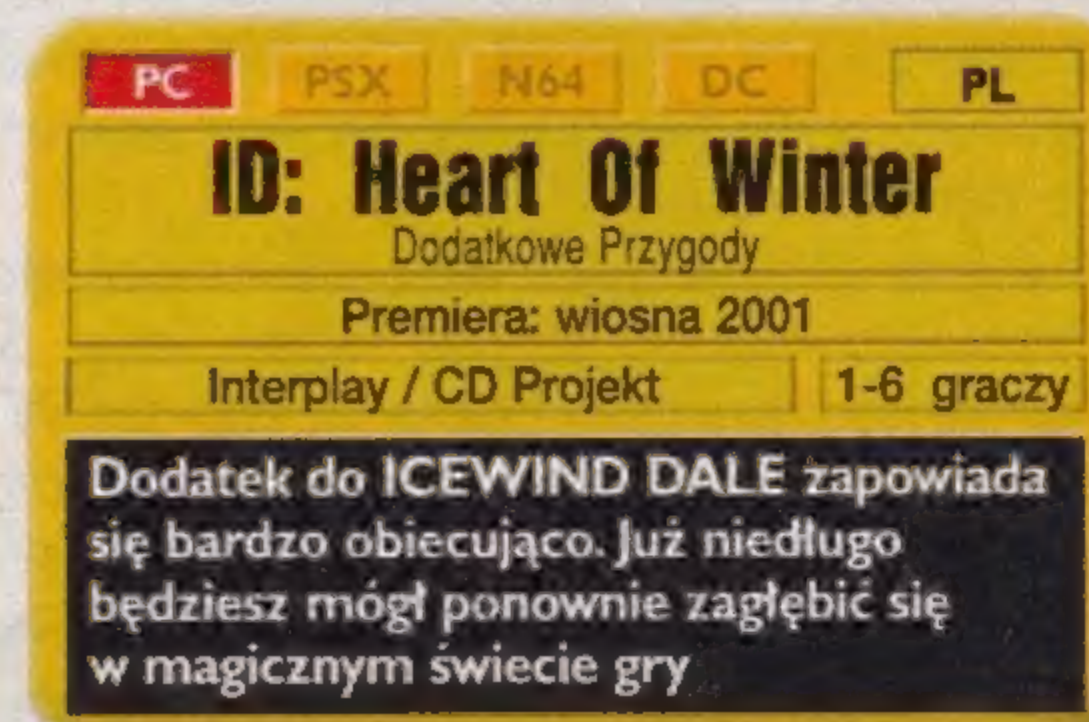 PC PSX N64 DC PL
ID: Heart Of Winter
Dodatkowe Przygody
Premiera: wiosna 2001
Interplay / CD Projekt 1-6 graczy
Dodatek do ICEWIND DALE zapowiada
się bardzo obiecująco. Już niedługo
będziesz mógł ponownie zagłębić się
w magicznym świecie gry